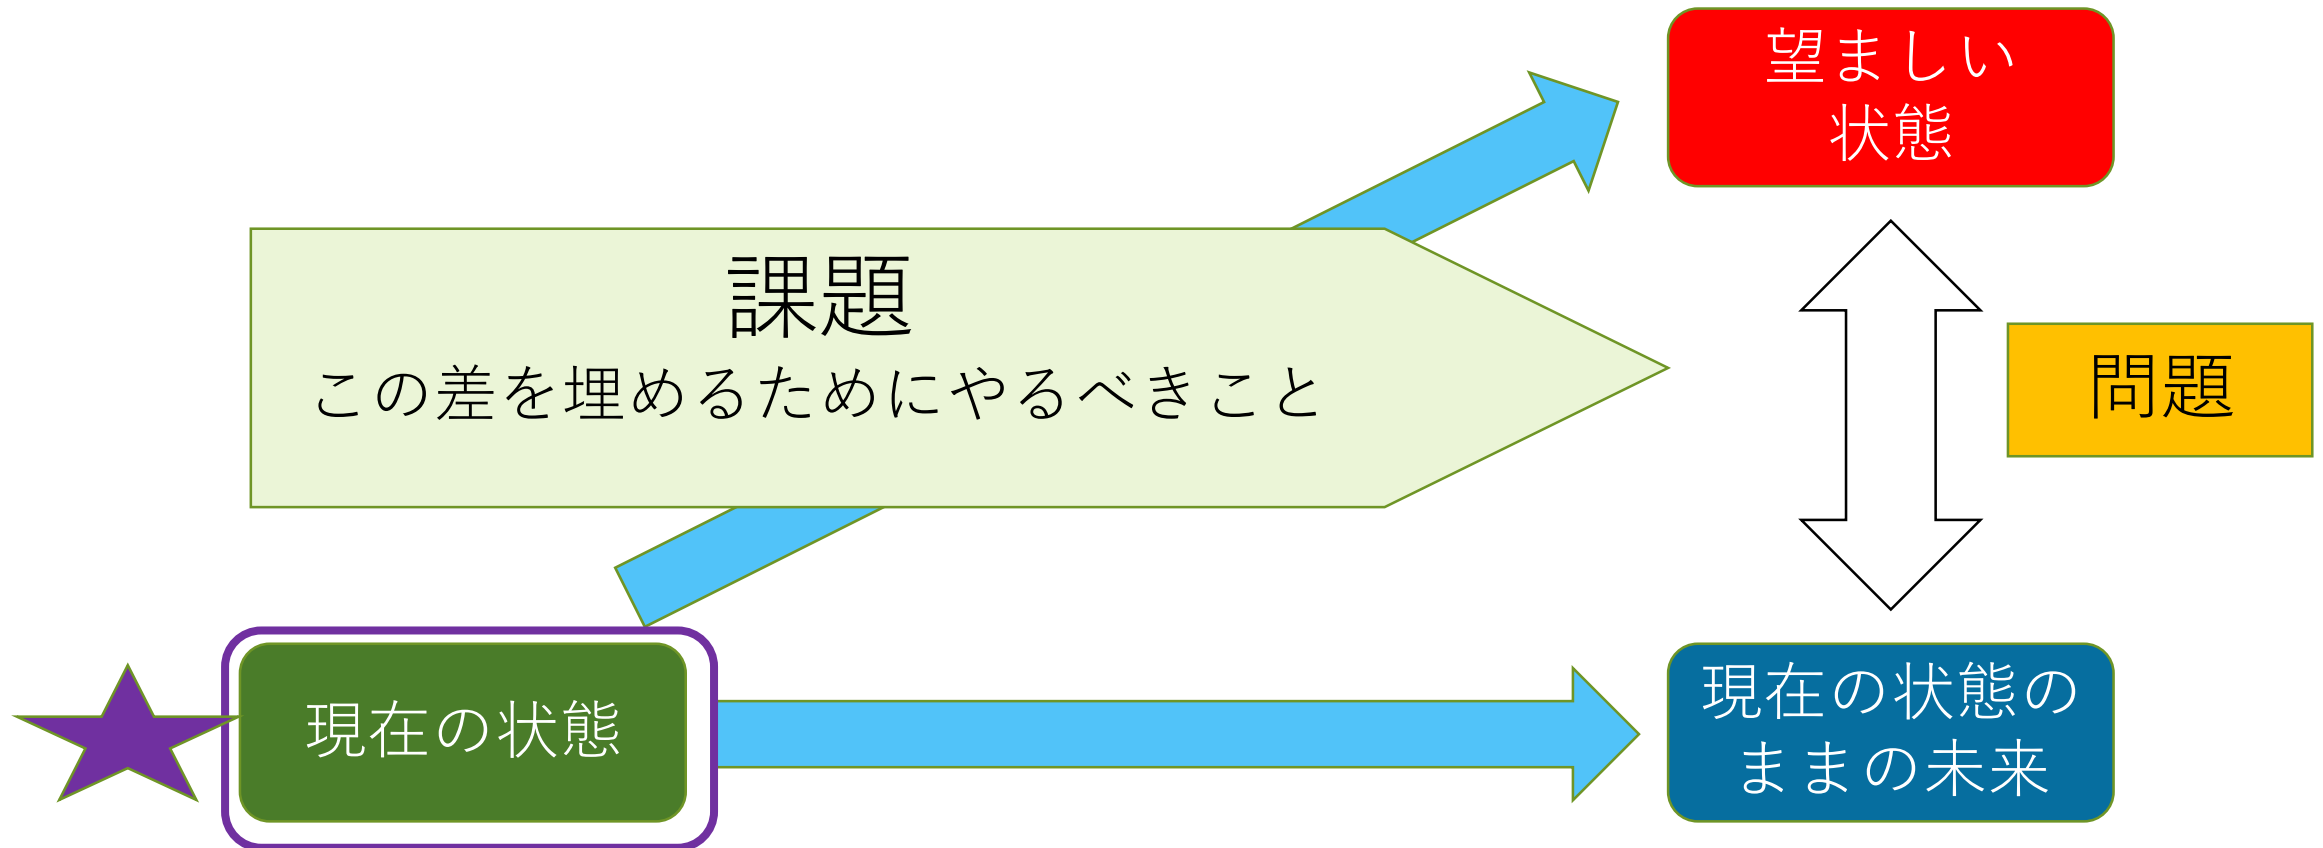 望ましい
状態
課題
この差を埋めるためにやるべきこと
問題
現在の状態
現在の状態の
ままの未来